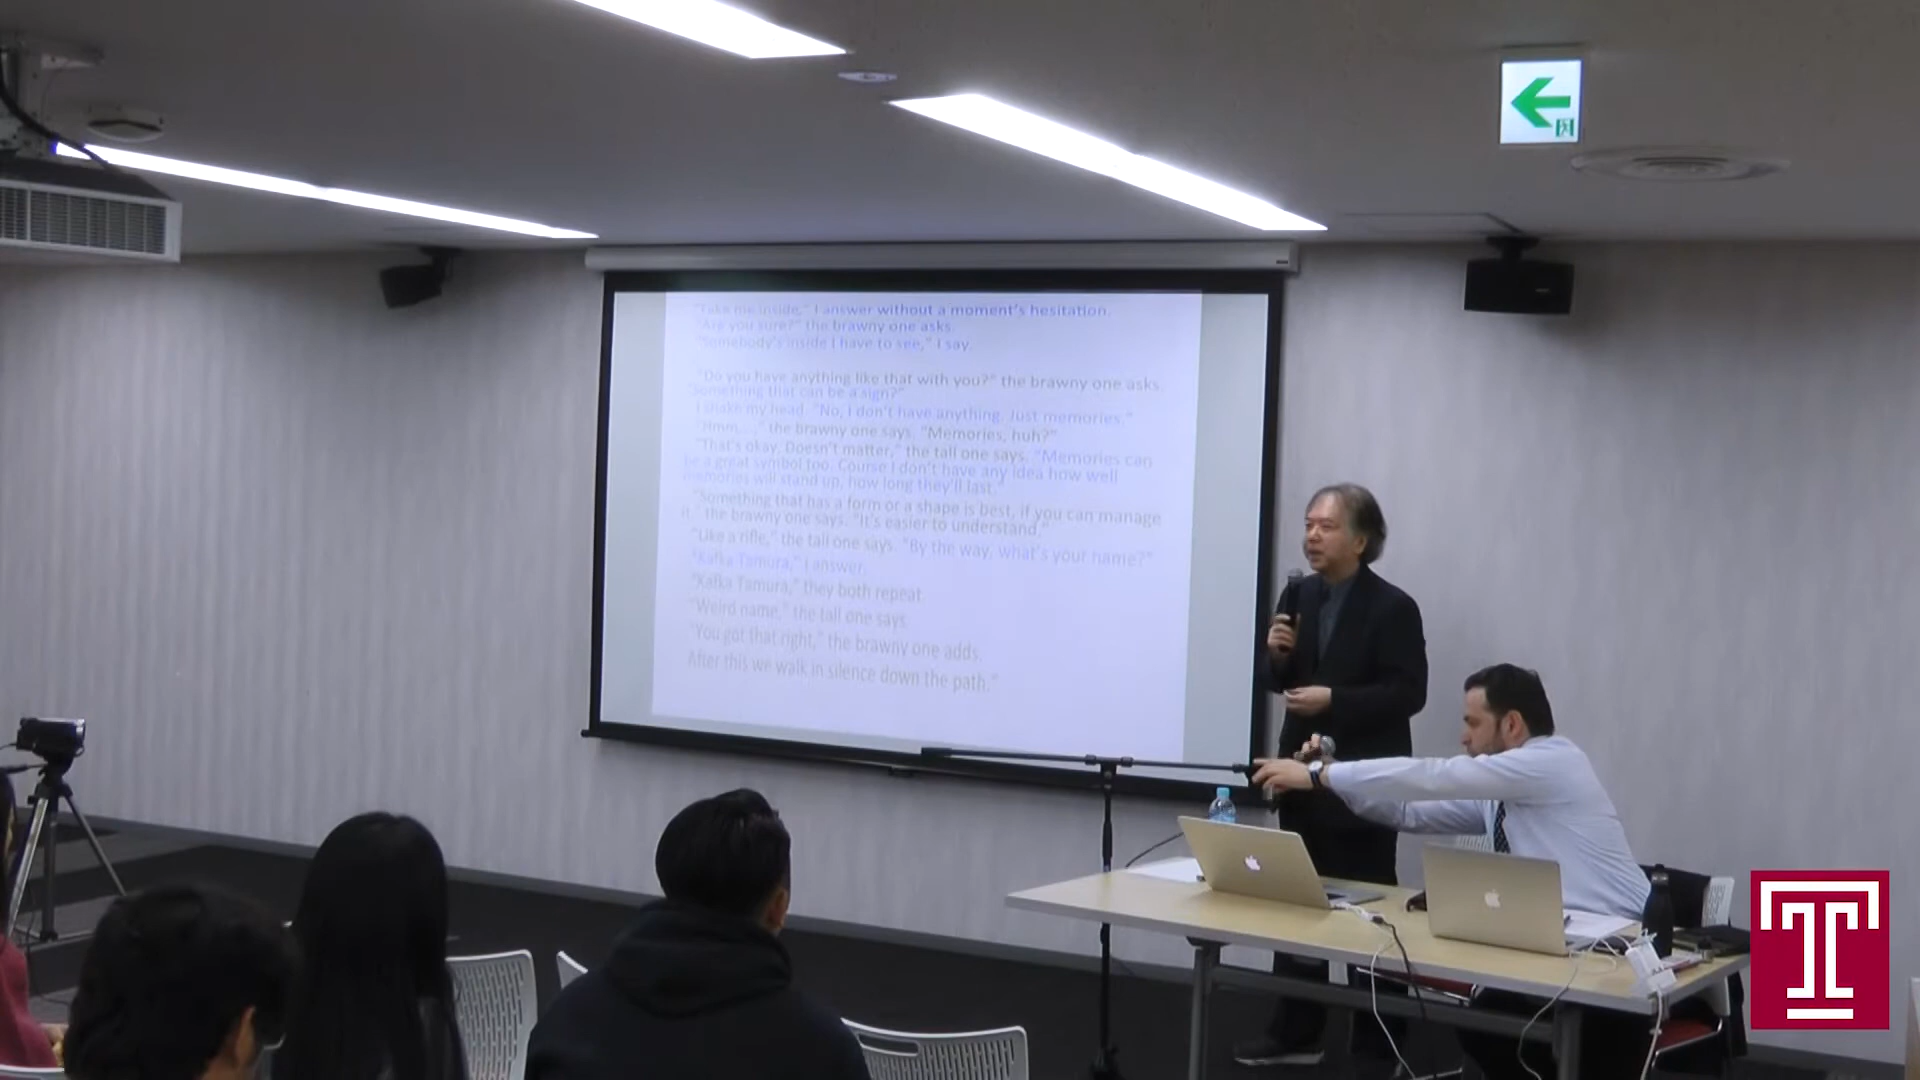 "Take me inside," I answer without a moment's hesitation.
"Are you sure?" the brawny one asks.
"Somebody's inside I have to see," I say.
"Do you have anything like that with you?" the brawny one asks.
"Something that can be a sign?"
I shake my head. "No, I don't have anything. Just memories."
"Hmm. . . ," the brawny one says. "Memories, huh?"
"That's okay. Doesn't matter," the tall one says. "Memories can
be a great symbol too. Course I don't have any idea how well
memories will stand up, how long they'll last."
"Something that has a form or a shape is best, if you can manage
it," the brawny one says. "It's easier to understand."
"Like a rifle," the tall one says. "By the way, what's your name?"
"Kafka Tamura," I answer.
"Kafka Tamura," they both repeat.
"Weird name," the tall one says.
"You got that right," the brawny one adds.
After this we walk in silence down the path."
T